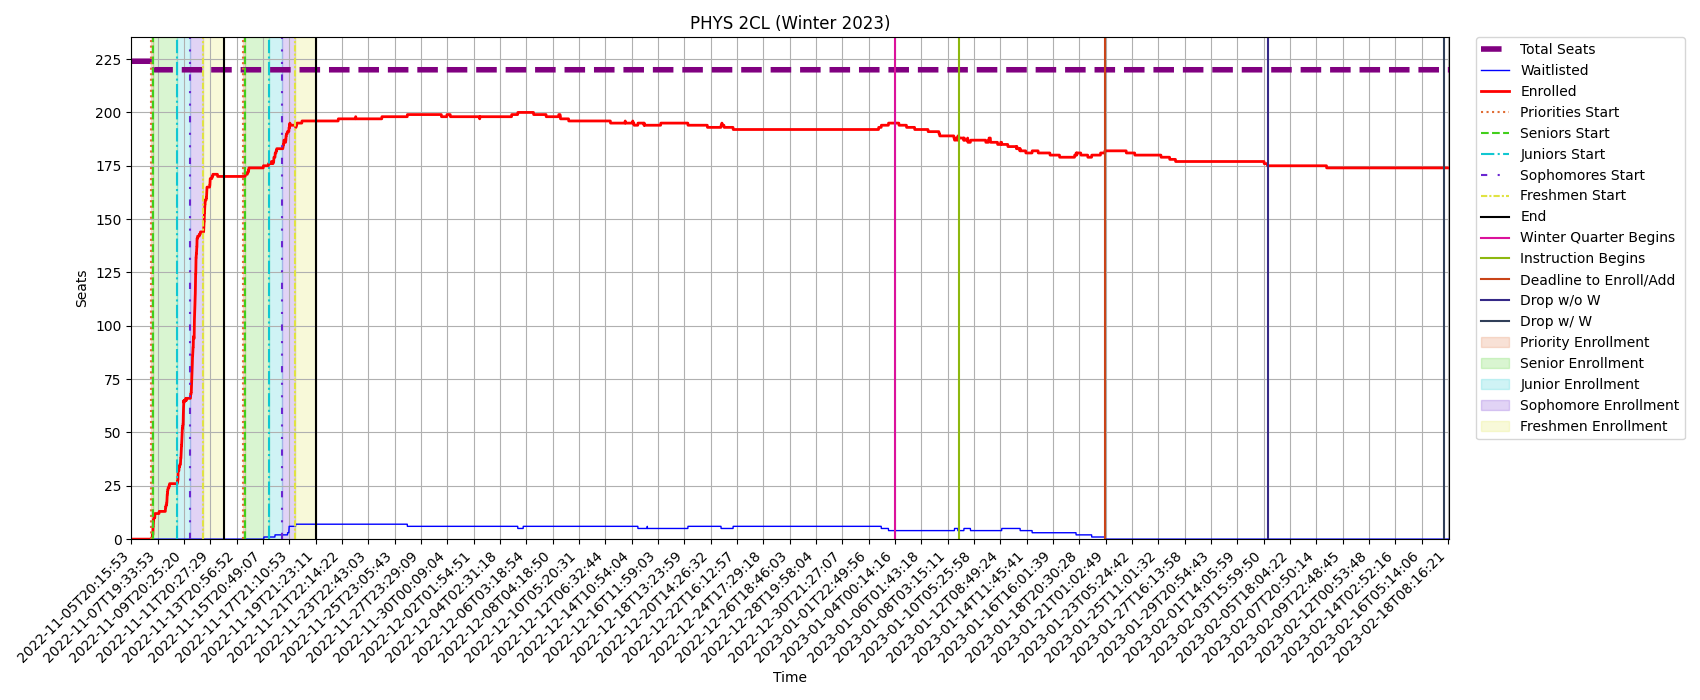 PHYS 2CL (Winter 2023)
Seats
225
200
175
150
125
100
75
50
25
0
2022-11-05T20:15:53
2022-11-07T19:33:53
2022-11-09T20:25:20
2022-11-11T20:27:29
2022-11-13T20:56:52
2022-11-15T20:49:07
2022-11-17T21:10:53
2022-11-19T21:23:11
2022-11-21T22:14:22
2022-11-23T22:43:03
2022-11-25T23:05:43
2022-11-27T23:29:09
2022-11-30T00:09:04
2022-12-02T01:54:51
2022-12-04T02:31:18
2022-12-06T03:18:54
2022-12-08T04:18:50
2022-12-10T05:20:31
2022-12-12T06:32:44
2022-12-14T10:54:04
2022-12-16T11:59:03
2022-12-18T13:23:59
2022-12-20T14:26:32
2022-12-22T16:12:57
2022-12-24T17:29:18
2022-12-26T18:46:03
2022-12-28T19:58:04
2022-12-30T21:27:07
2023-01-01T22:49:56
2023-01-04T00:14:16
2023-01-06T01:43:18
2023-01-08T03:15:11
2023-01-10T05:25:58
2023-01-12T08:49:24
2023-01-14T11:45:41
2023-01-16T16:01:39
2023-01-18T20:30:28
2023-01-21T01:02:49
2023-01-23T05:24:42
2023-01-25T11:01:32
2023-01-27T16:13:58
2023-01-29T20:54:43
2023-02-01T14:05:59
2023-02-03T15:59:50
2023-02-05T18:04:22
2023-02-07T20:50:14
2023-02-09T22:48:45
2023-02-12T00:53:48
2023-02-14T02:52:16
2023-02-16T05:14:06
2023-02-18T08:16:21
Time
Total Seats
Waitlisted
Enrolled
Priorities Start
Seniors Start
Juniors Start
Sophomores Start
Freshmen Start
End
Winter Quarter Begins
Instruction Begins
Deadline to Enroll/Add
Drop w/o W
Drop w/ W
Priority Enrollment
Senior Enrollment
Junior Enrollment
Sophomore Enrollment
Freshmen Enrollment